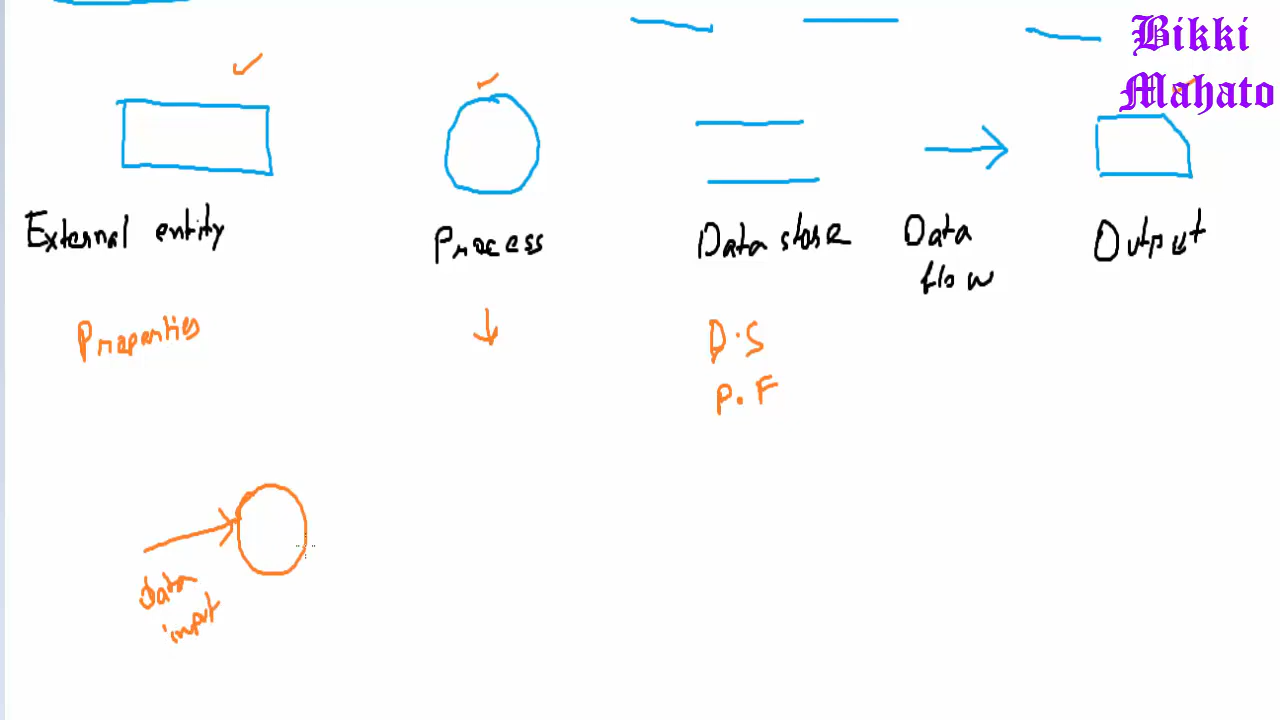 Bikki
Mahato
External entity
Process
Data store
Data
flow
Output
Properties
D.S
P.F
Data
input